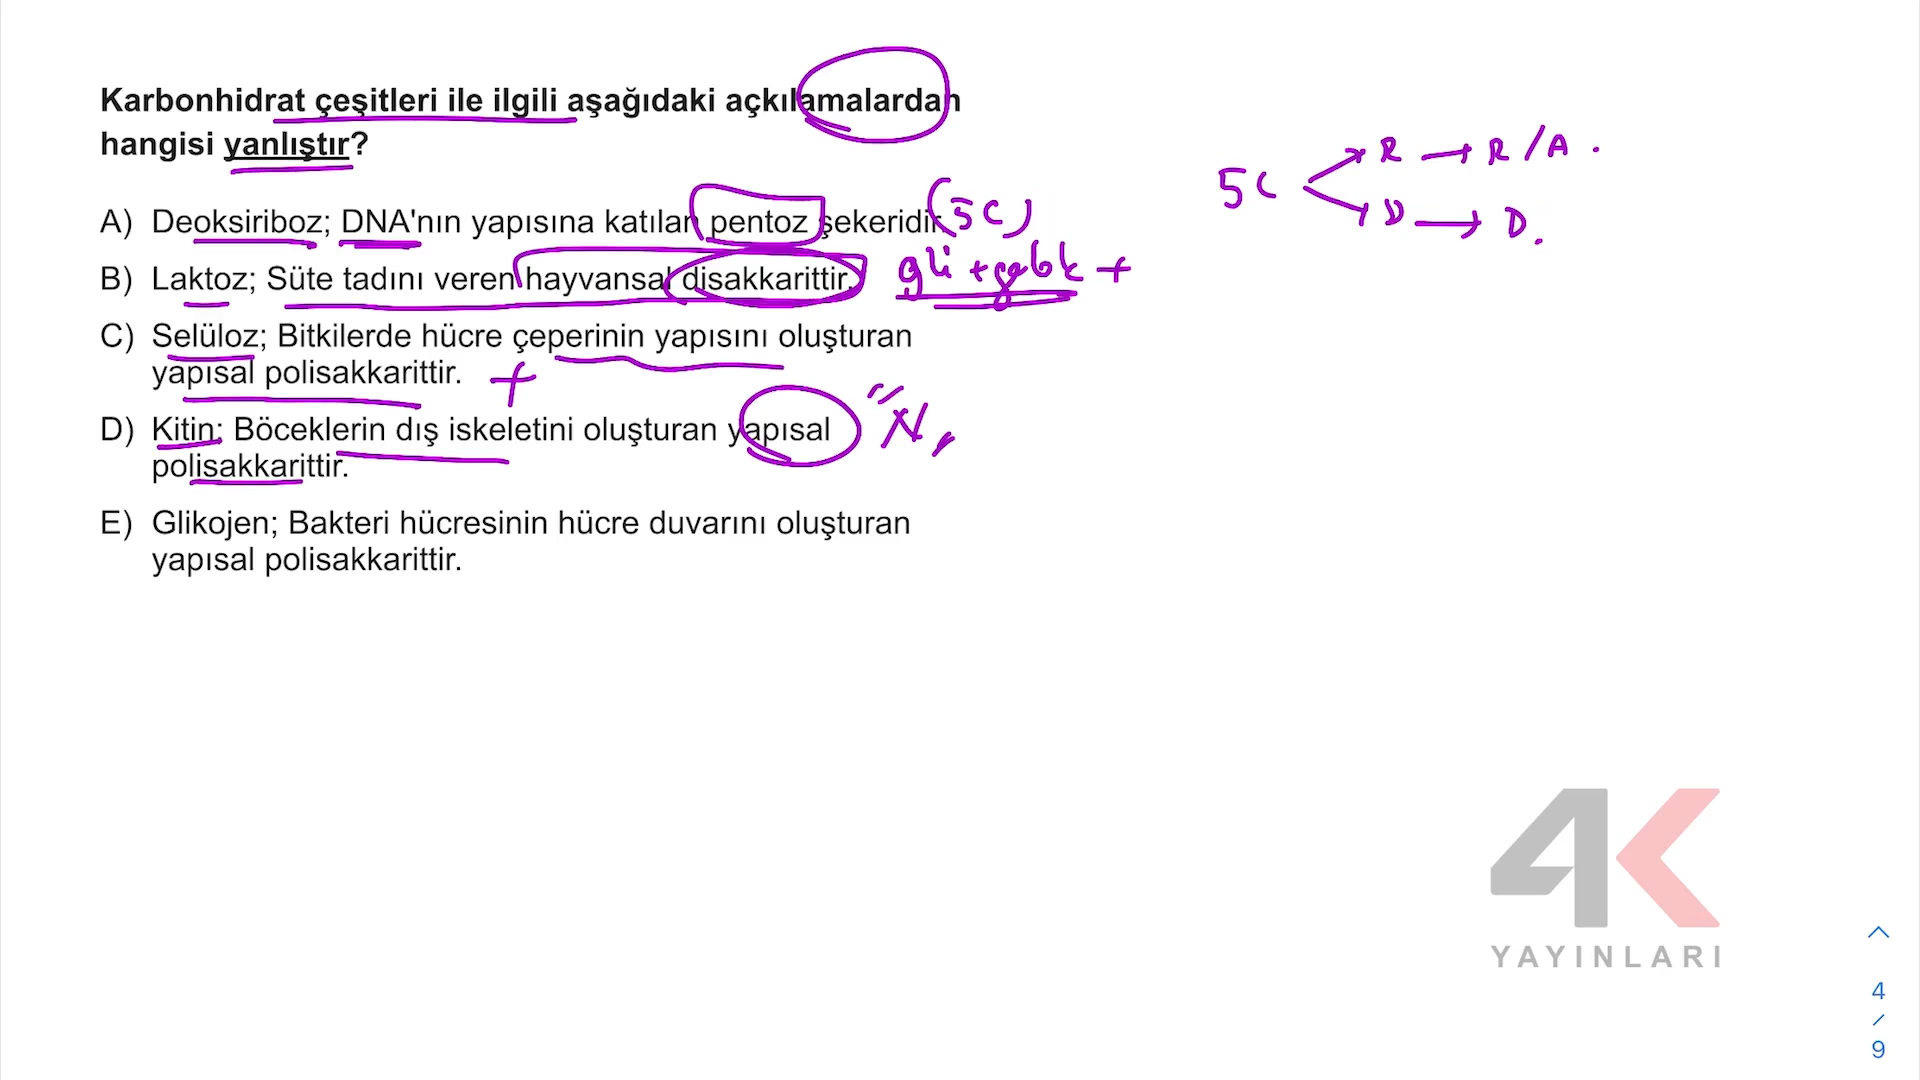 Karbonhidrat çeşitleri ile ilgili aşağıdaki açkılamalardan
hangisi yanlıştır?
A) Deoksiriboz; DNA'nın yapısına katılan pentoz şekeridir. (5C)
B) Laktoz; Süte tadını veren hayvansal disakkarittir. gli + galak +
C) Selüloz; Bitkilerde hücre çeperinin yapısını oluşturan
yapısal polisakkarittir. +
D) Kitin; Böceklerin dış iskeletini oluşturan yapısal "N
polisakkarittir.
E) Glikojen; Bakteri hücresinin hücre duvarını oluşturan
yapısal polisakkarittir.
5C
R → R/A.
D → D.
4K
YAYINLARI
4
/
9